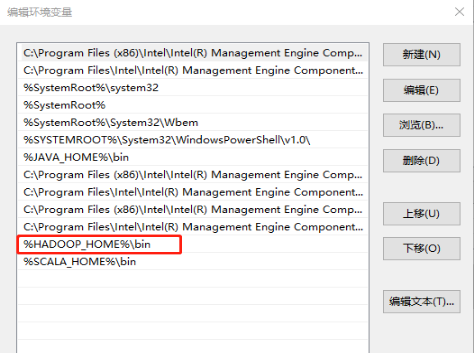 编辑环境变量
C:\Program Files (x86)\Intel\Intel(R) Management Engine Comp...
C:\Program Files\Intel\Intel(R) Management Engine Component...
%SystemRoot%\system32
%SystemRoot%
%SystemRoot%\System32\Wbem
%SYSTEMROOT%\System32\WindowsPowerShell\v1.0\
%JAVA_HOME%\bin
C:\Program Files (x86)\Intel\Intel(R) Management Engine Comp...
C:\Program Files\Intel\Intel(R) Management Engine Component...
C:\Program Files (x86)\Intel\Intel(R) Management Engine Comp...
C:\Program Files\Intel\Intel(R) Management Engine Component...
%HADOOP_HOME%\bin
%SCALA_HOME%\bin
新建(N)
编辑(E)
浏览(B)...
删除(D)
上移(U)
下移(O)
编辑文本(T)...